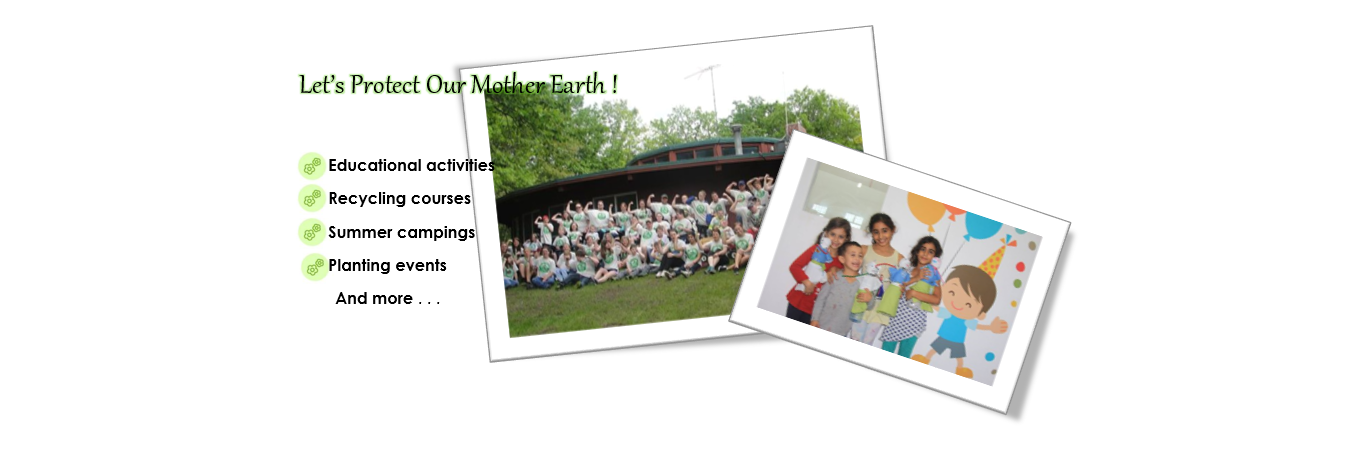 Let's Protect Our Mother Earth !
Educational activities
Recycling courses
Summer campings
Planting events
And more . . .